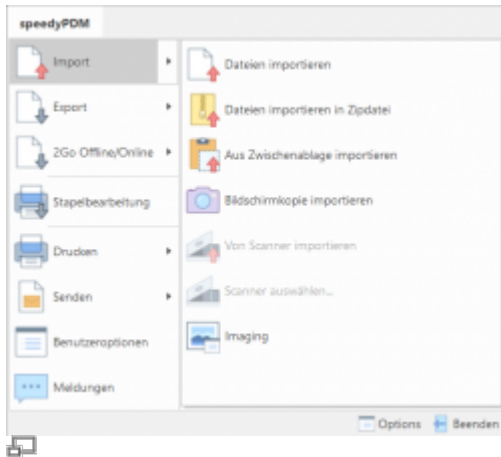 speedyPDM
Import
Export
2Go Offline/Online
Stapelbearbeitung
Drucken
Senden
Benutzeroptionen
Meldungen
Dateien importieren
Dateien importieren in Zipdatei
Aus Zwischenablage importieren
Bildschirmkopie importieren
Von Scanner importieren
Scanner auswählen...
Imaging
Options
Beenden